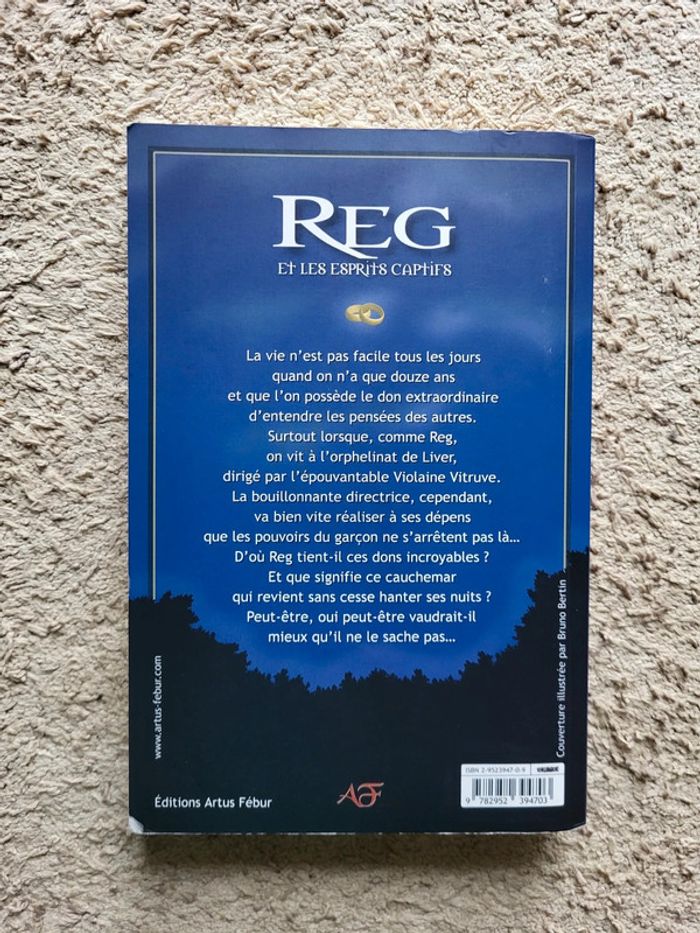 REG
ET LES ESPRITS CAPTIFS
La vie n'est pas facile tous les jours
quand on n'a que douze ans
et que l'on possède le don extraordinaire
d'entendre les pensées des autres.
Surtout lorsque, comme Reg,
on vit à l'orphelinat de Liver,
dirigé par l'épouvantable Violaine Vitruve.
La bouillonnante directrice, cependant,
va bien vite réaliser à ses dépens
que les pouvoirs du garçon ne s'arrêtent pas là...
D'où Reg tient-il ces dons incroyables ?
Et que signifie ce cauchemar
qui revient sans cesse hanter ses nuits ?
Peut-être, oui peut-être vaudrait-il
mieux qu'il ne le sache pas...
www.artus-febur.com
Couverture illustrée par Bruno Bertin
Éditions Artus Fébur
AF
ISBN 2-9523947-0-9
9 782952 394703